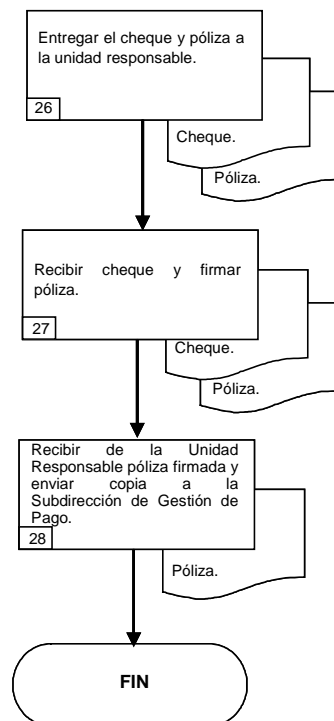 Entregar el cheque y póliza a
la unidad responsable.
26
Cheque.
Póliza.
Recibir cheque y firmar
póliza.
27
Cheque.
Póliza.
Recibir de la Unidad
Responsable póliza firmada y
enviar copia a la
Subdirección de Gestión de
Pago.
28
Póliza.
FIN